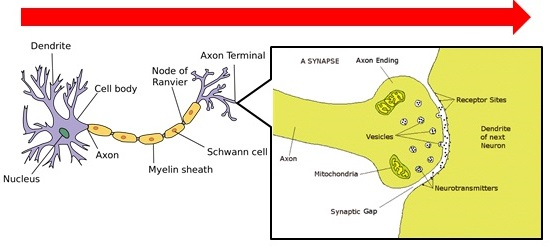 Dendrite
Cell body
Node of
Ranvier
Axon Terminal
Axon
Schwann cell
Myelin sheath
Nucleus
A SYNAPSE
Axon Ending
Receptor Sites
Vesicles
Dendrite
of next
Neuron
Axon
Mitochondria
Neurotransmitters
Synaptic Gap